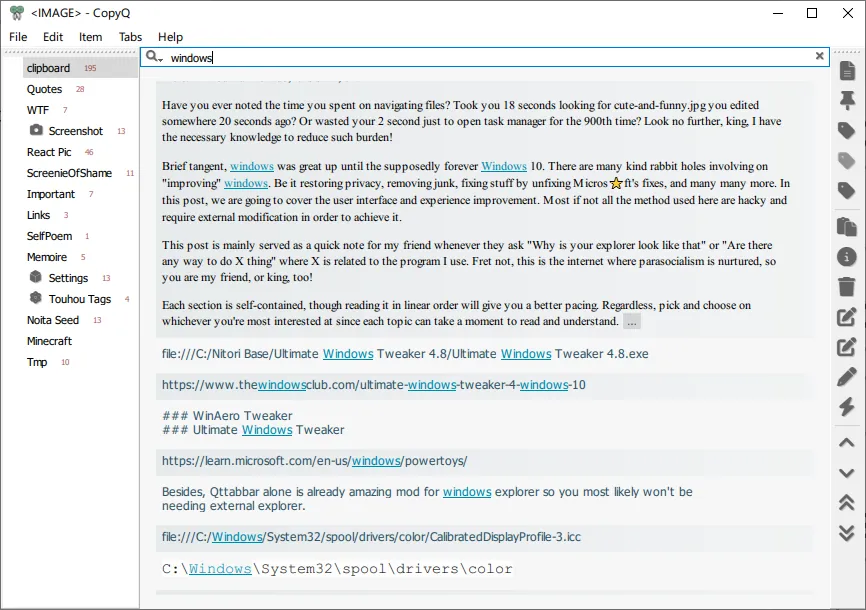 <IMAGE> - CopyQ
File Edit Item Tabs Help
windows
clipboard 195
Quotes 28
WTF 7
Screenshot 13
React Pic 46
ScreenieOfShame 11
Important 7
Links 3
SelfPoem 1
Memoire 5
Settings 13
Touhou Tags 4
Noita Seed 13
Minecraft
Tmp 10
Have you ever noted the time you spent on navigating files? Took you 18 seconds looking for cute-and-funny.jpg you edited
somewhere 20 seconds ago? Or wasted your 2 second just to open task manager for the 900th time? Look no further, king, I have
the necessary knowledge to reduce such burden!
Brief tangent, windows was great up until the supposedly forever Windows 10. There are many kind rabbit holes involving on
"improving" windows. Be it restoring privacy, removing junk, fixing stuff by unfixing Micros⭐ft's fixes, and many many more. In
this post, we are going to cover the user interface and experience improvement. Most if not all the method used here are hacky and
require external modification in order to achieve it.
This post is mainly served as a quick note for my friend whenever they ask "Why is your explorer look like that" or "Are there
any way to do X thing" where X is related to the program I use. Fret not, this is the internet where parasocialism is nurtured, so
you are my friend, or king, too!
Each section is self-contained, though reading it in linear order will give you a better pacing. Regardless, pick and choose on
whichever you're most interested at since each topic can take a moment to read and understand. ...
file:///C:/Nitori Base/Ultimate Windows Tweaker 4.8/Ultimate Windows Tweaker 4.8.exe
https://www.thewindowsclub.com/ultimate-windows-tweaker-4-windows-10
### WinAero Tweaker
### Ultimate Windows Tweaker
https://learn.microsoft.com/en-us/windows/powertoys/
Besides, Qttabbar alone is already amazing mod for windows explorer so you most likely won't be
needing external explorer.
file:///C:/Windows/System32/spool/drivers/color/CalibratedDisplayProfile-3.icc
C:\Windows\System32\spool\drivers\color